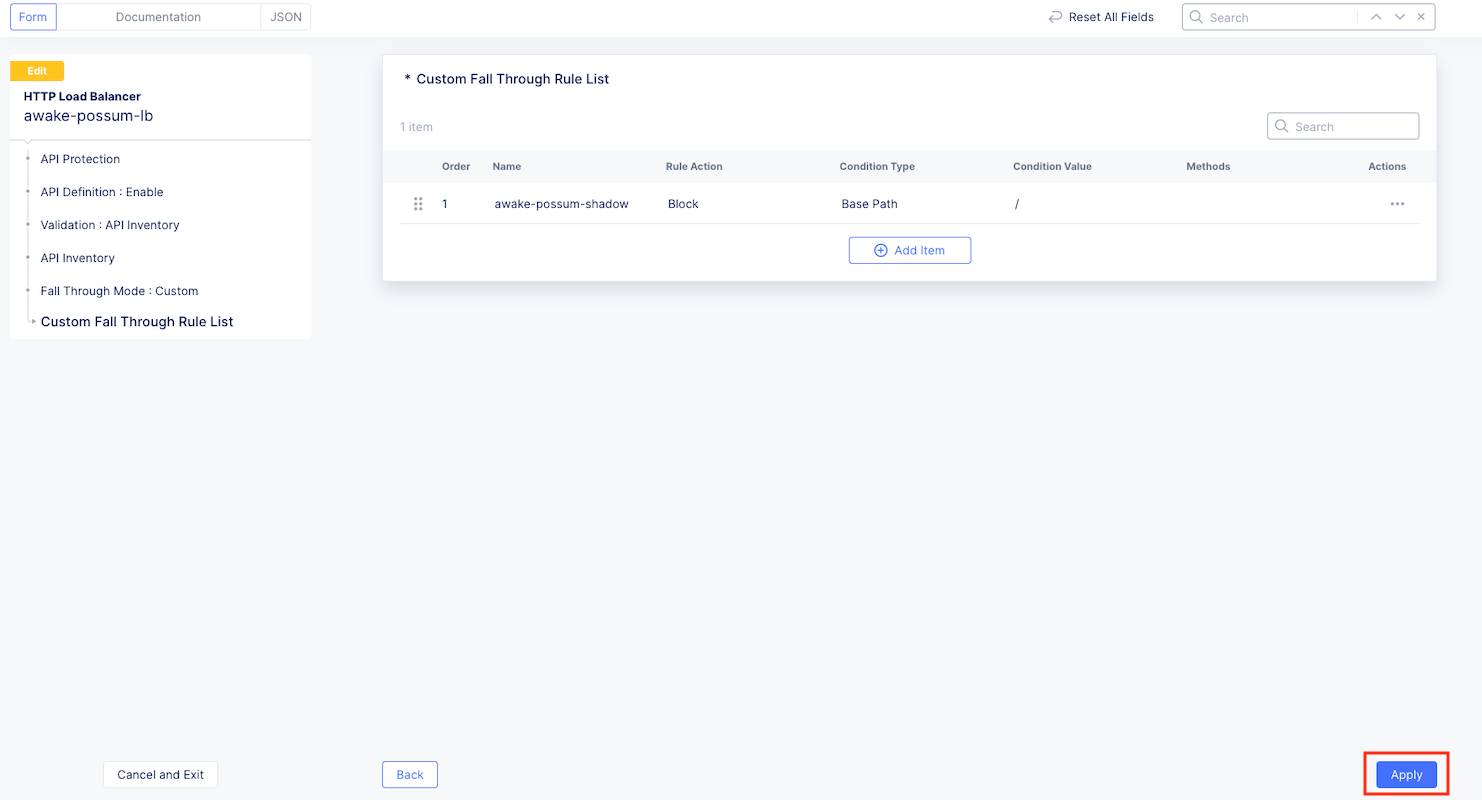 Form Documentation JSON Reset All Fields Search
Edit
HTTP Load Balancer
awake-possum-lb
API Protection
API Definition : Enable
Validation : API Inventory
API Inventory
Fall Through Mode : Custom
Custom Fall Through Rule List
* Custom Fall Through Rule List
1 item Search
Order Name Rule Action Condition Type Condition Value Methods Actions
1 awake-possum-shadow Block Base Path /
Add Item
Cancel and Exit Back Apply